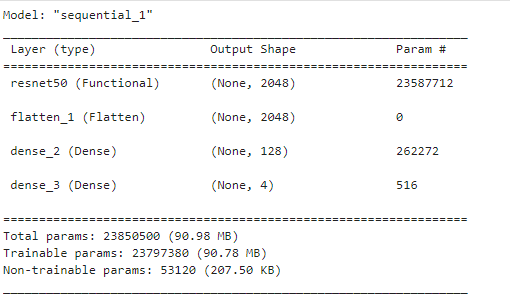 Model: "sequential_1"
_________________________________________________________________
Layer (type)                Output Shape              Param #
=================================================================
resnet50 (Functional)       (None, 2048)              23587712
flatten_1 (Flatten)         (None, 2048)              0
dense_2 (Dense)             (None, 128)               262272
dense_3 (Dense)             (None, 4)                 516
=================================================================
Total params: 23850500 (90.98 MB)
Trainable params: 23797380 (90.78 MB)
Non-trainable params: 53120 (207.50 KB)
_________________________________________________________________